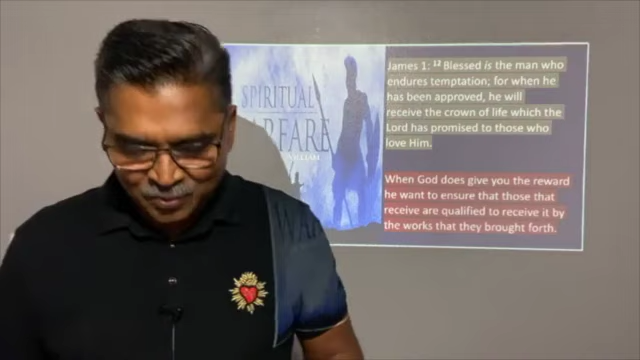 SPIRITUAL
WARFARE
James 1: 12 Blessed is the man who
endures temptation; for when he
has been approved, he will
receive the crown of life which the
Lord has promised to those who
love Him.
When God does give you the reward
he want to ensure that those that
receive are qualified to receive it by
the works that they brought forth.